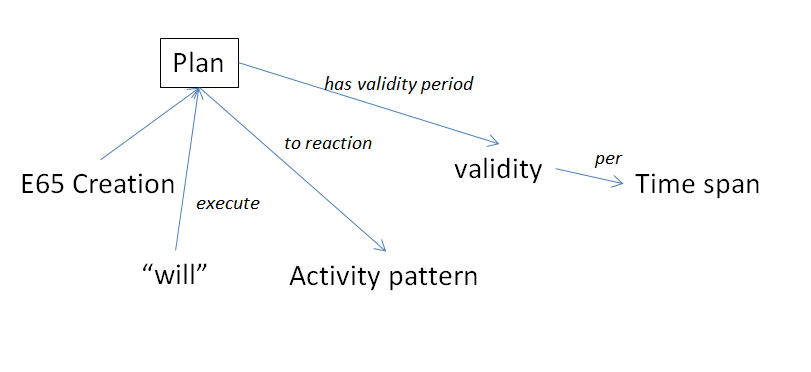 Plan
has validity period
to reaction
validity
per
Time span
E65 Creation
execute
“will”
Activity pattern